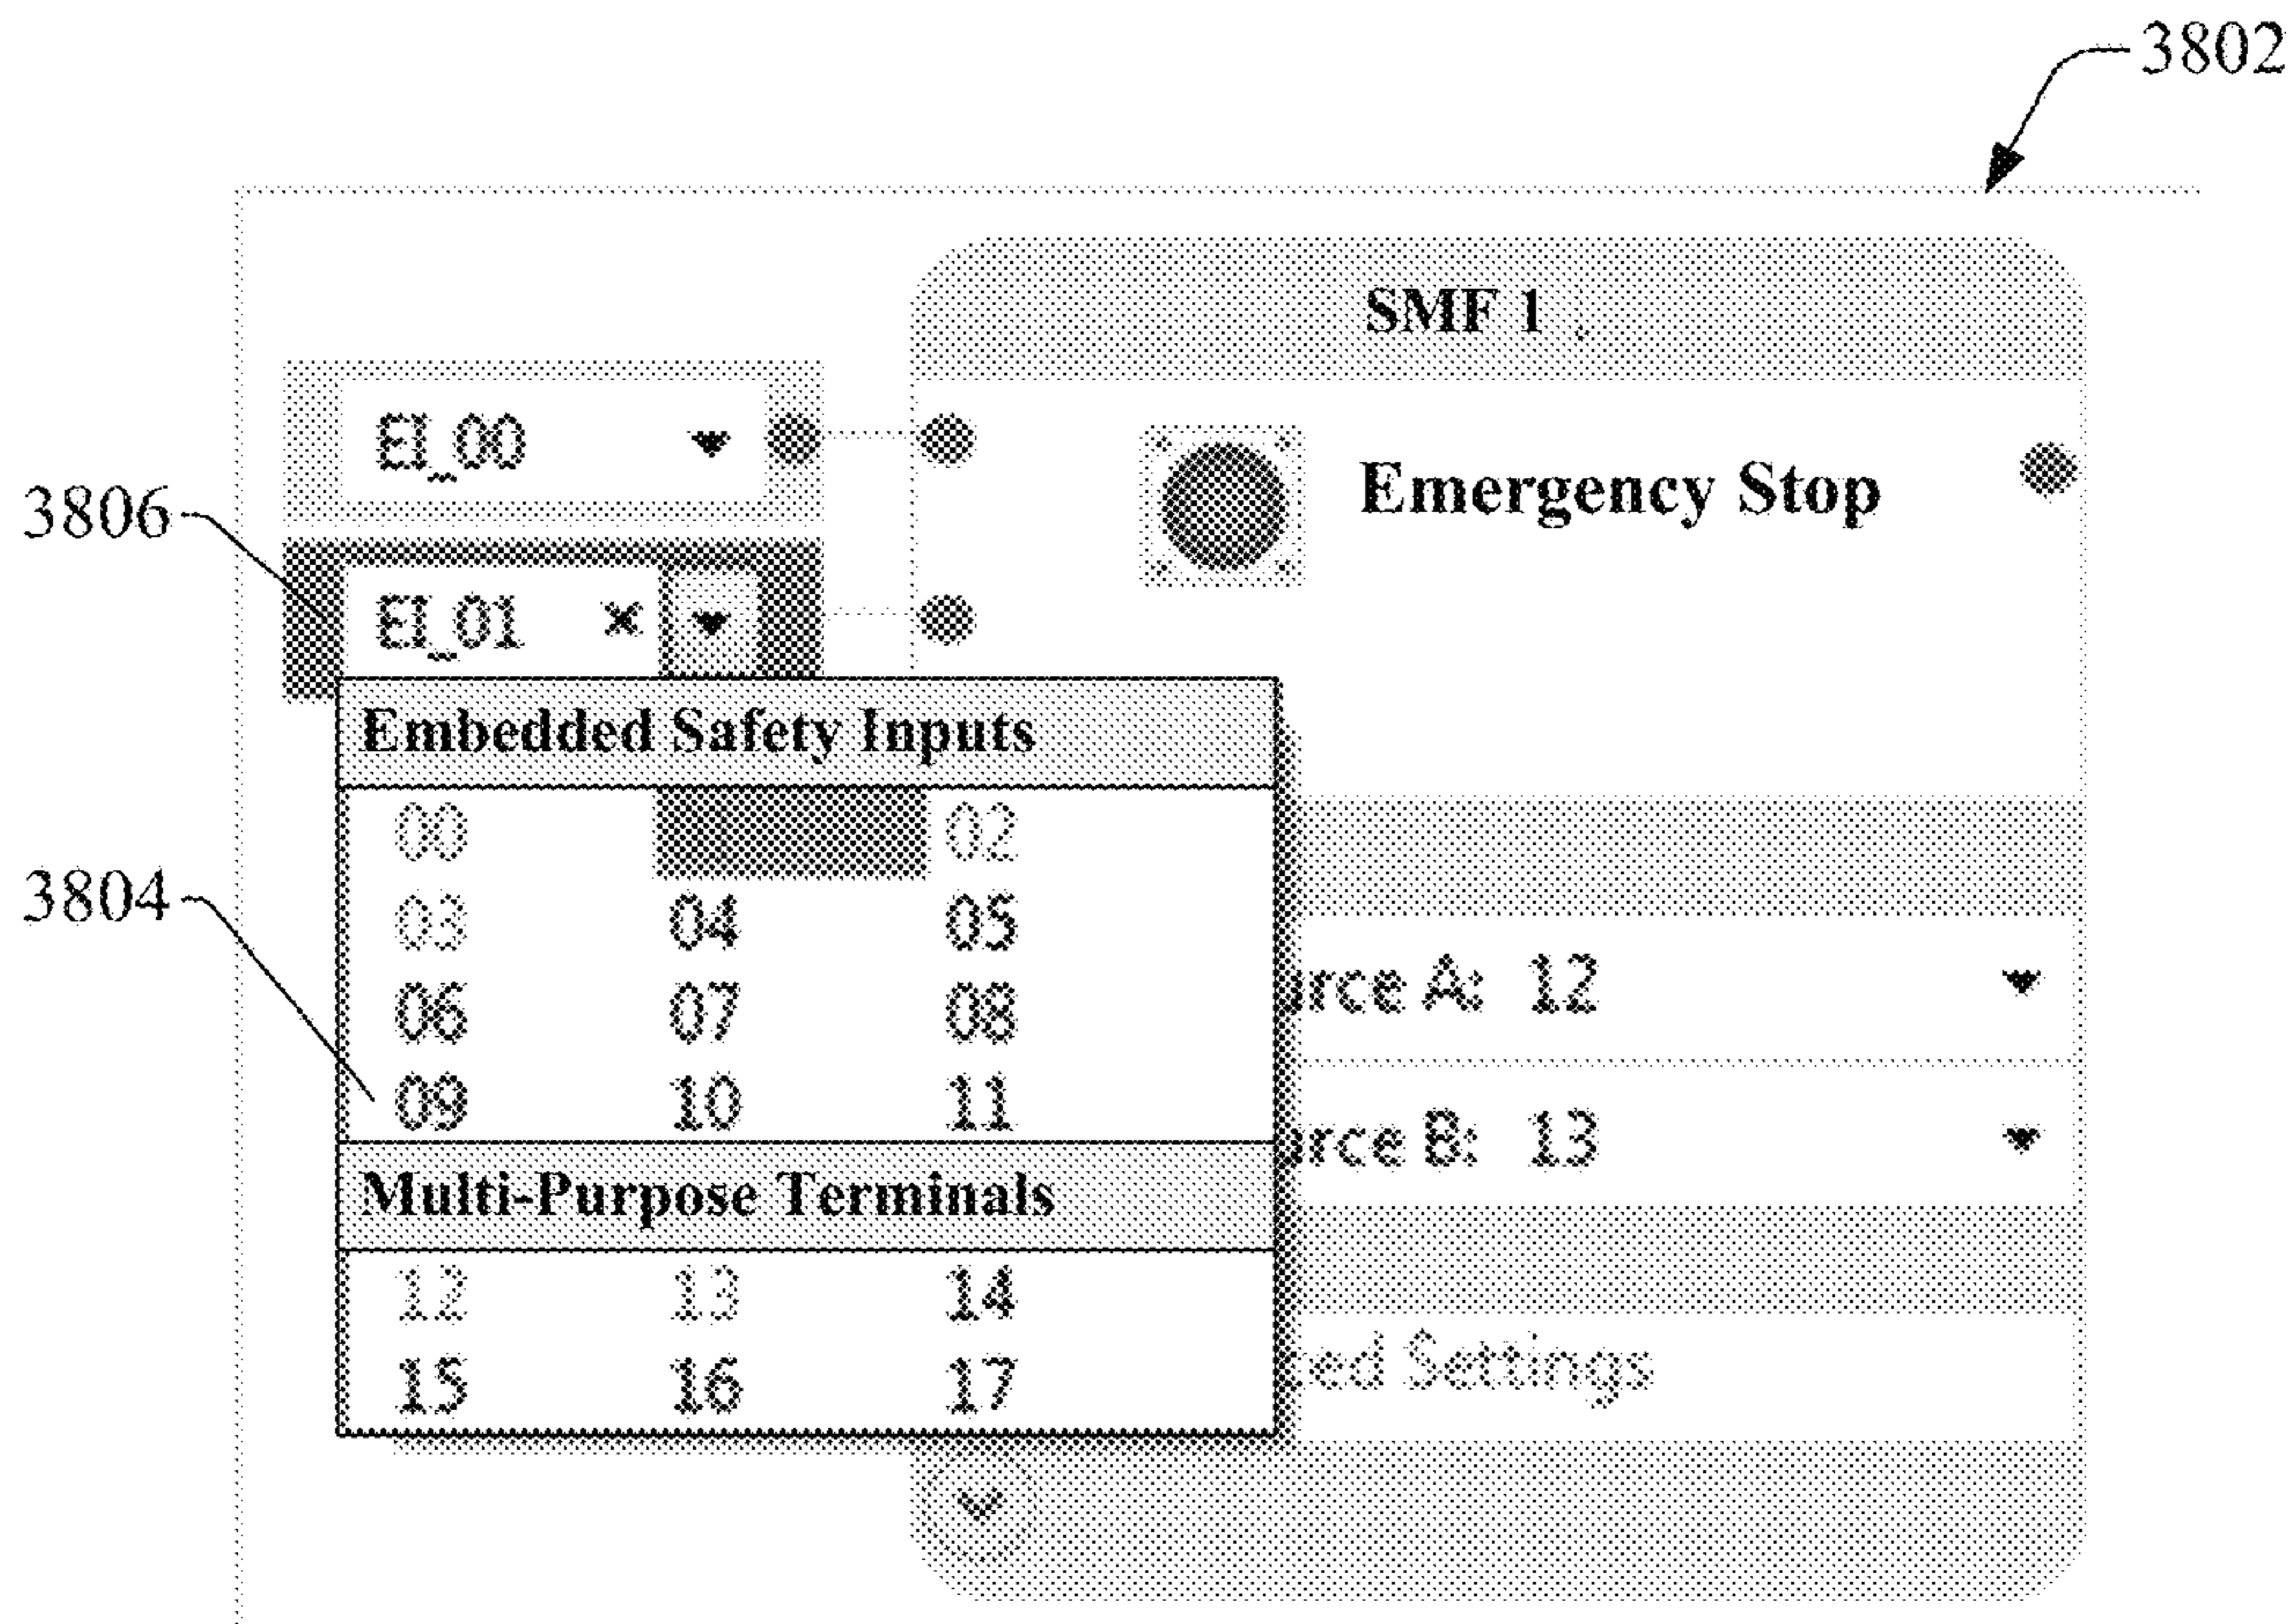 3802
SMF 1
EI_00
Emergency Stop
3806
EI_01
Embedded Safety Inputs
00 02
3804
03 04 05
06 07 08
09 10 11
urce A: 12
urce B: 13
Multi-Purpose Terminals
12 13 14
15 16 17
ed Settings